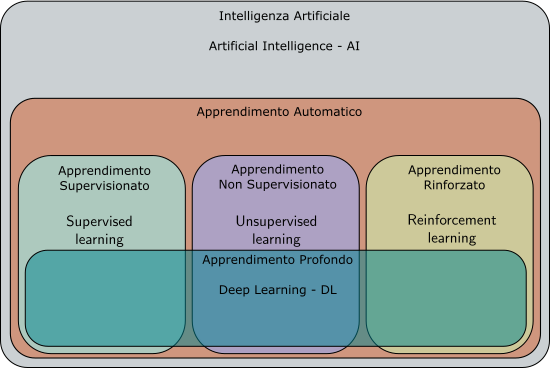 Intelligenza Artificiale
Artificial Intelligence - AI
Apprendimento Automatico
Apprendimento
Supervisionato
Supervised
learning
Apprendimento
Non Supervisionato
Unsupervised
learning
Apprendimento
Rinforzato
Reinforcement
learning
Apprendimento Profondo
Deep Learning - DL